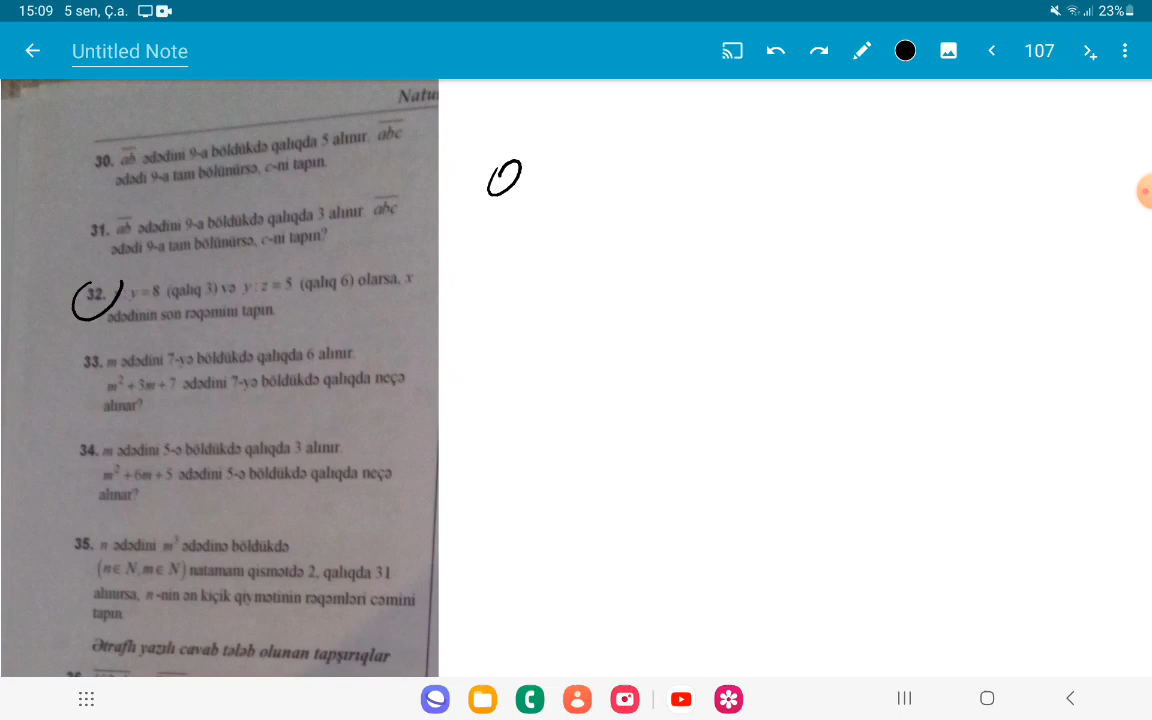 15:09 5 sen, Ç.a. 23%
Untitled Note 107
Natu
30. ab ədədini 9-a böldükdə qalıqda 5 alınır. abc
ədədi 9-a tam bölünürsə, c-ni tapın.
31. ab ədədini 9-a böldükdə qalıqda 3 alınır abc
ədədi 9-a tam bölünürsə, c-ni tapın?
32. y = 8 (qalıq 3) və y : z = 5 (qalıq 6) olarsa, x
ədədinin son rəqəmini tapın.
33. m ədədini 7-yə böldükdə qalıqda 6 alınır.
m² + 3m + 7 ədədini 7-yə böldükdə qalıqda neçə
alınar?
34. m ədədini 5-ə böldükdə qalıqda 3 alınır.
m² + 6m + 5 ədədini 5-ə böldükdə qalıqda neçə
alınar?
35. n ədədini m³ ədədinə böldükdə
(n ∈ N, m ∈ N) natamam qismətdə 2, qalıqda 31
alınırsa, n-nin ən kiçik qiymətinin rəqəmləri cəmini
tapın.
Ətraflı yazılı cavab tələb olunan tapşırıqlar